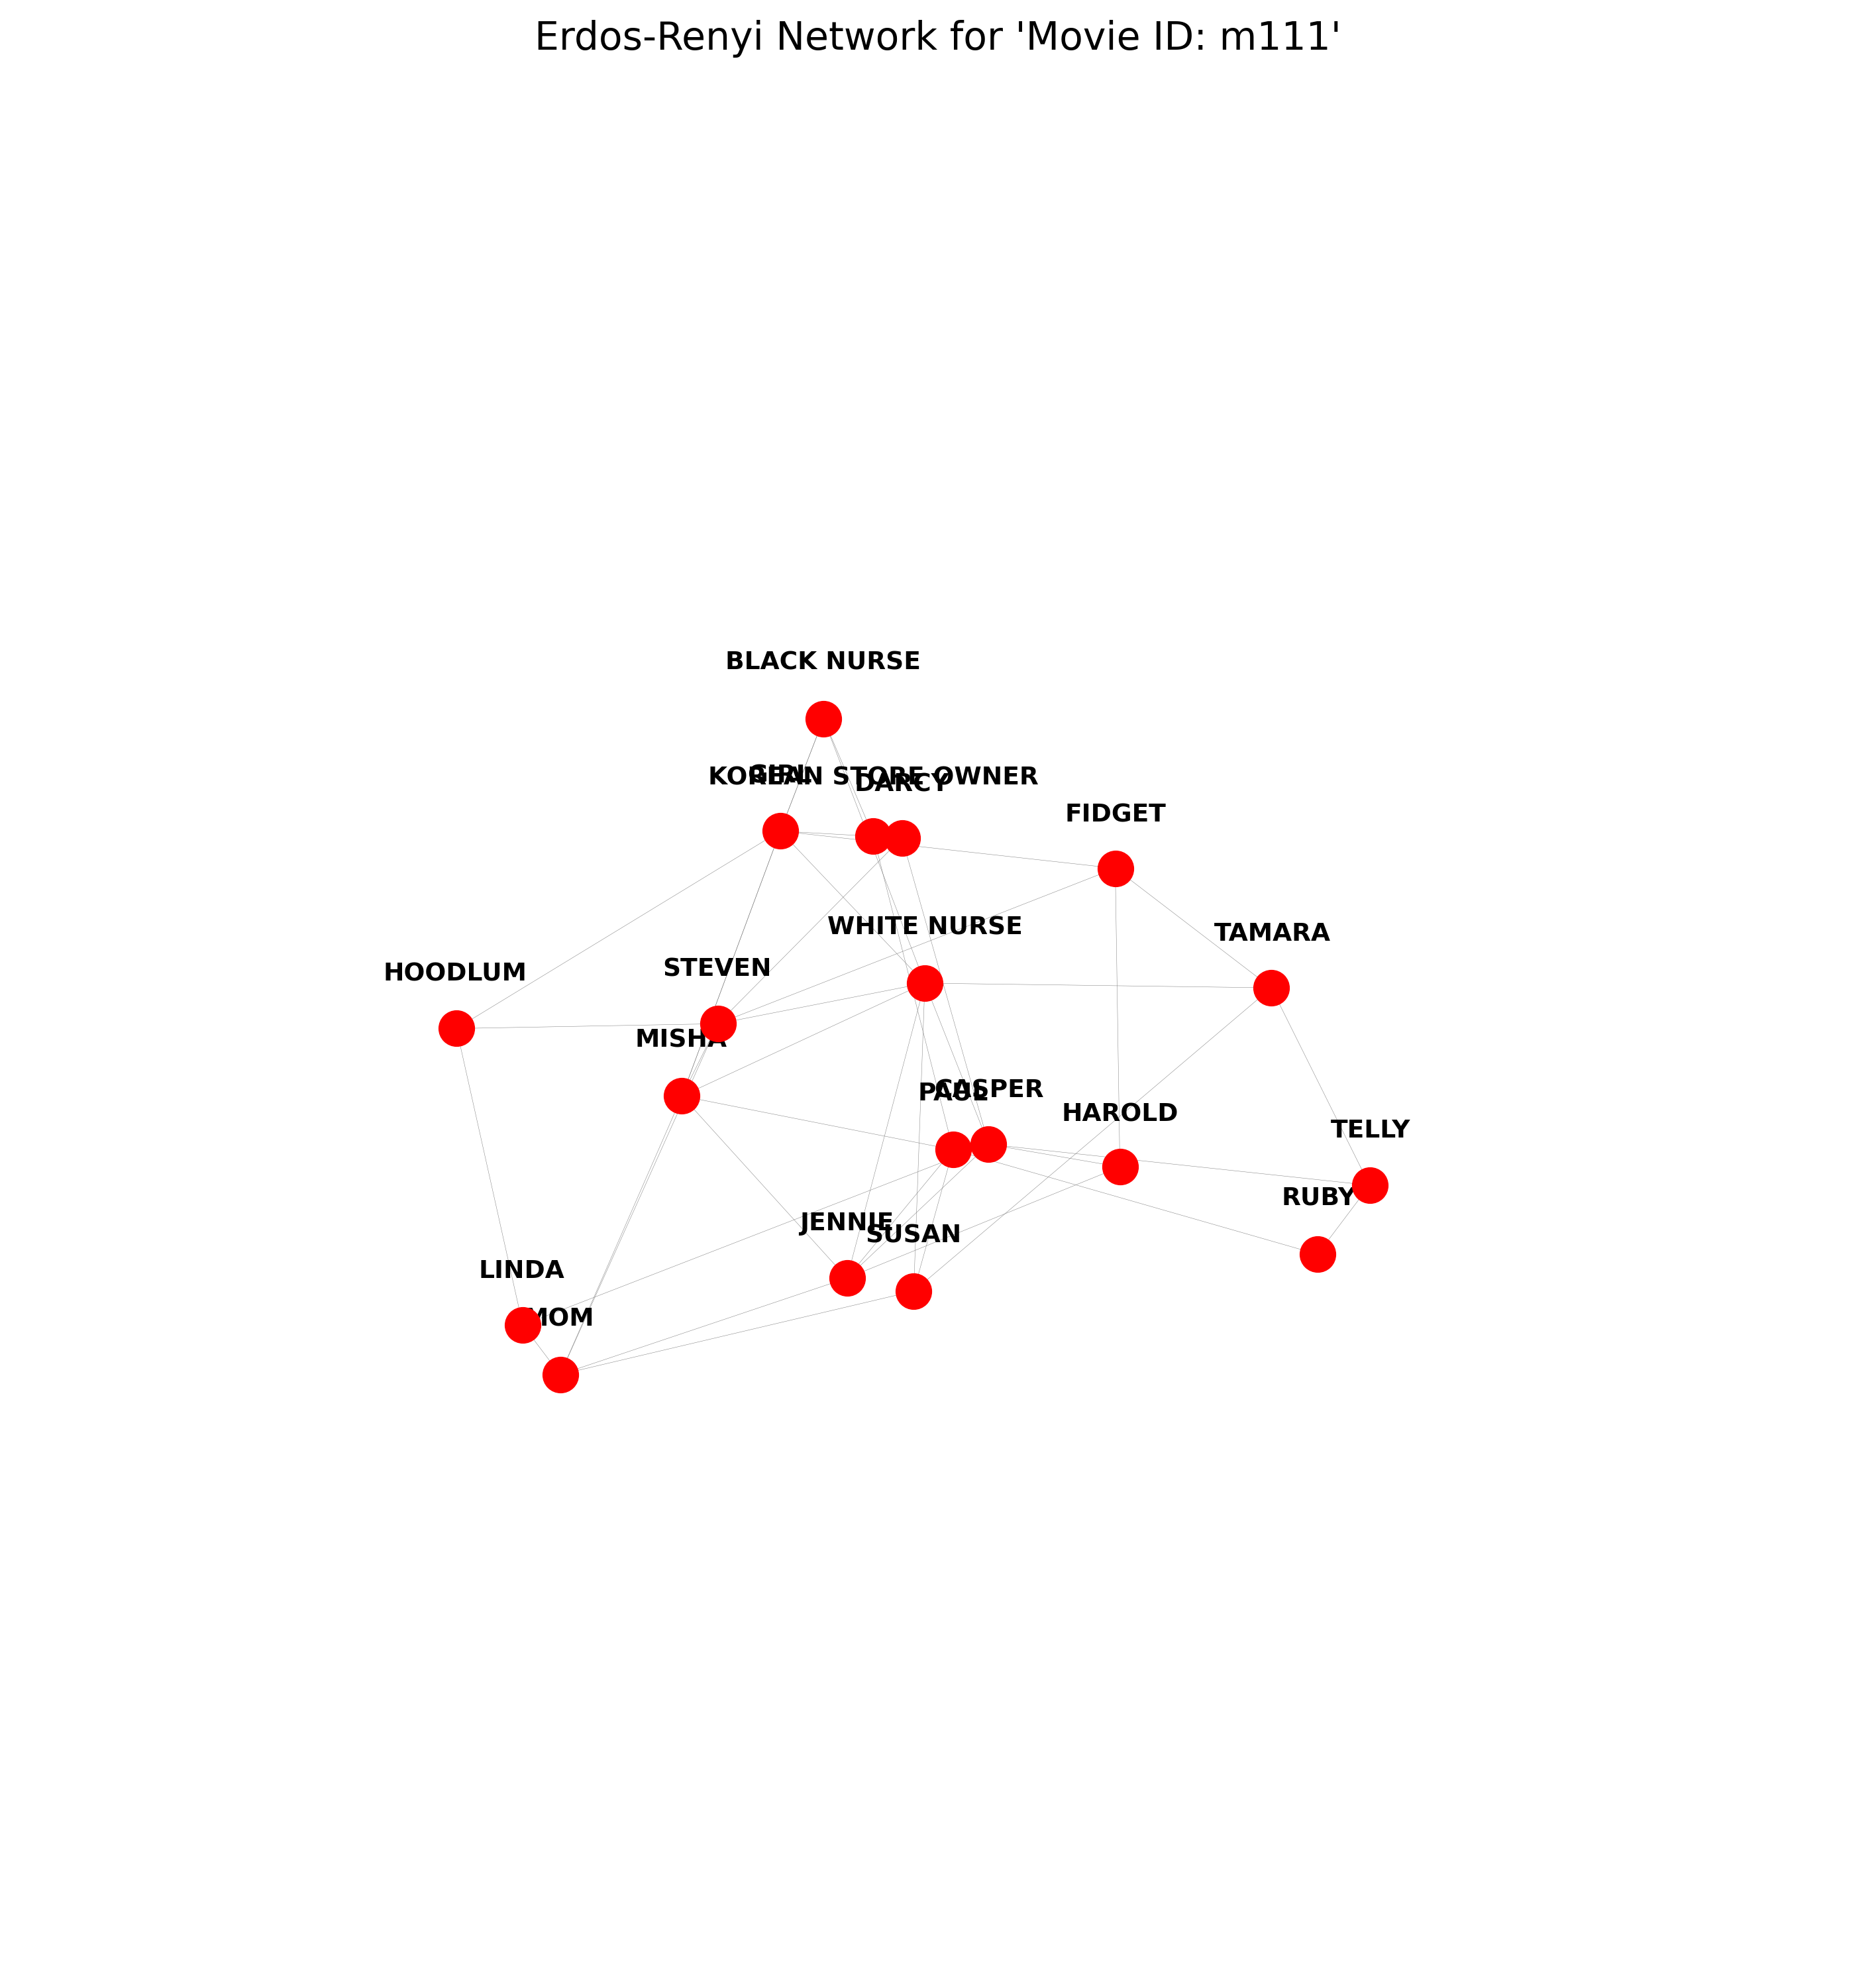 Erdos-Renyi Network for 'Movie ID: m111'
BLACK NURSE
GIRL
KOREAN STORE OWNER
DARCY
FIDGET
WHITE NURSE
TAMARA
STEVEN
HOODLUM
MISHA
PAUL
CASPER
HAROLD
TELLY
RUBY
JENNIE
SUSAN
LINDA
MOM